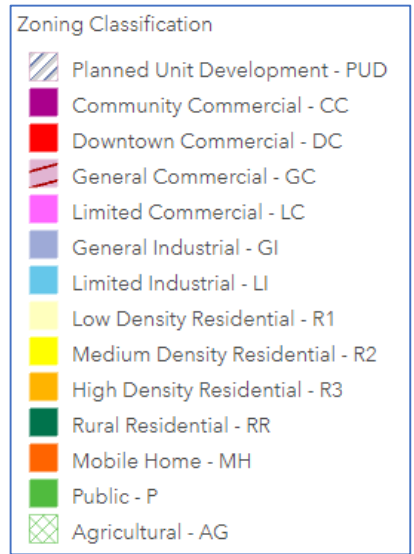 Zoning Classification
Planned Unit Development - PUD
Community Commercial - CC
Downtown Commercial - DC
General Commercial - GC
Limited Commercial - LC
General Industrial - GI
Limited Industrial - LI
Low Density Residential - R1
Medium Density Residential - R2
High Density Residential - R3
Rural Residential - RR
Mobile Home - MH
Public - P
Agricultural - AG